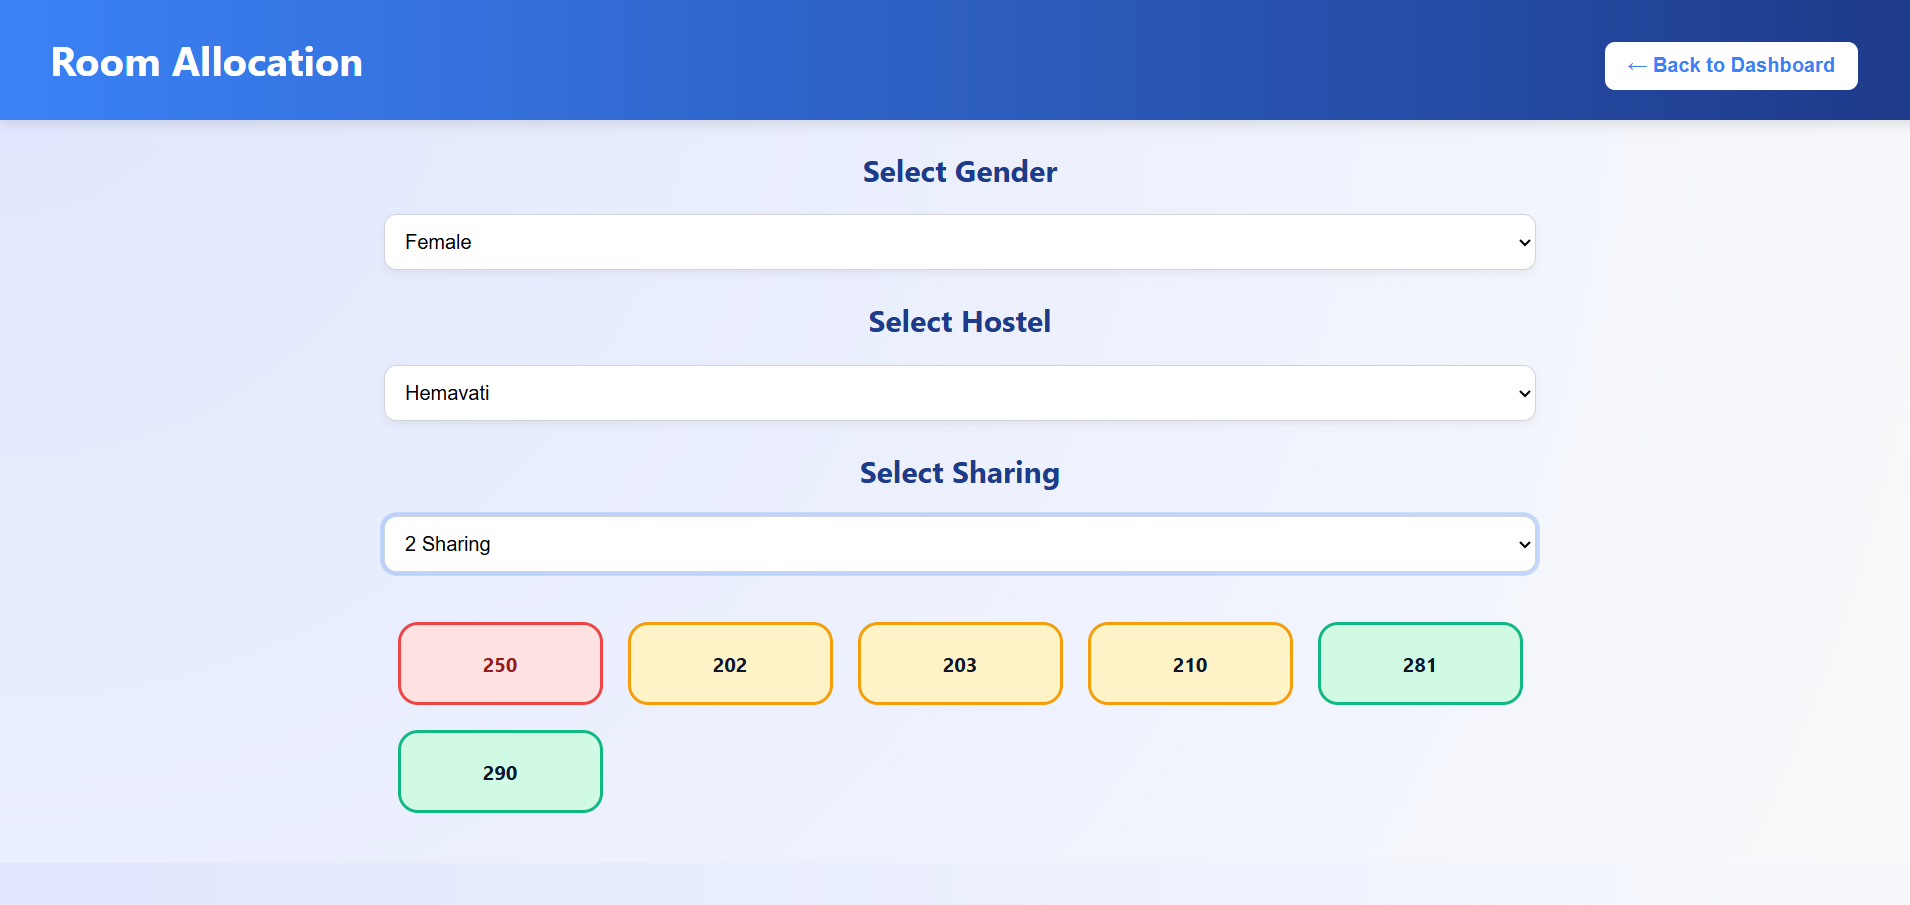 Room Allocation
← Back to Dashboard
Select Gender
Female
Select Hostel
Hemavati
Select Sharing
2 Sharing
250 202 203 210 281
290